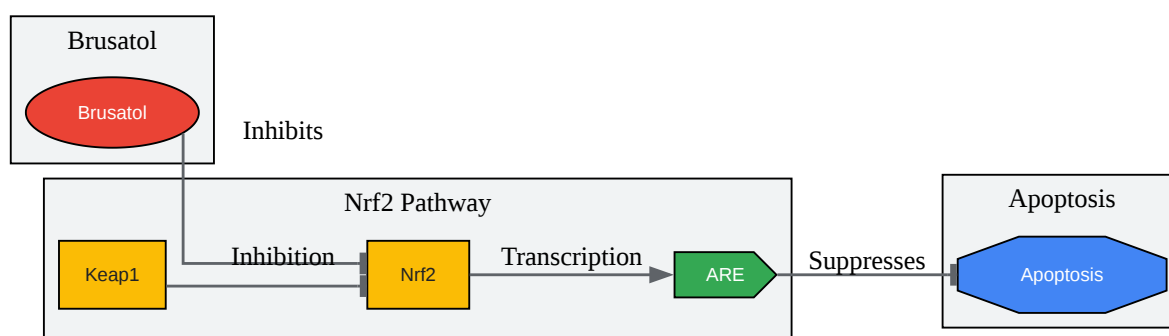 Brusatol
Brusatol
Inhibits
Nrf2 Pathway
Keap1
Inhibition
Nrf2
Transcription
ARE
Suppresses
Apoptosis
Apoptosis